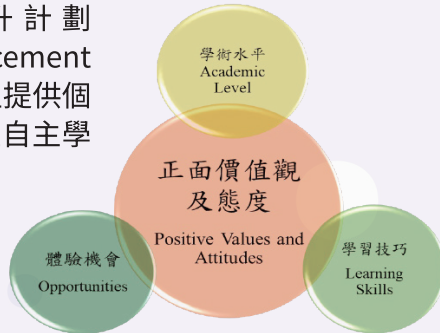 計計劃
cement
提供個
自主學
學術水平
Academic
Level
正面價值觀
及態度
Positive Values and
Attitudes
體驗機會
Opportunities
學習技巧
Learning
Skills